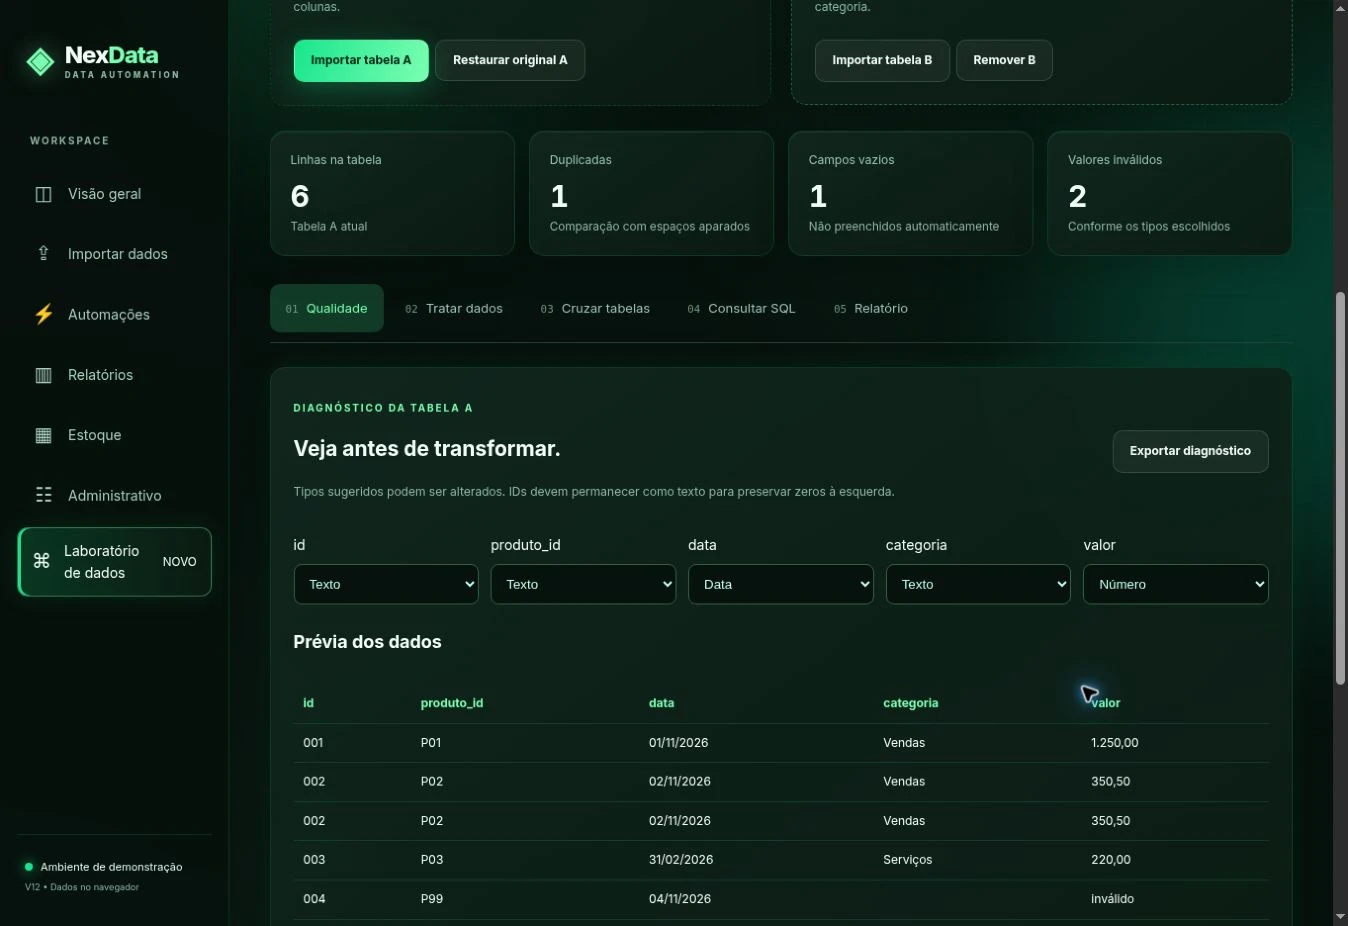 colunas.
categoria.
Importar tabela A
Restaurar original A
Importar tabela B
Remover B
NexData
DATA AUTOMATION
WORKSPACE
Visão geral
Importar dados
Automações
Relatórios
Estoque
Administrativo
Laboratório
de dados
NOVO
Ambiente de demonstração
V12 • Dados no navegador
Linhas na tabela
6
Tabela A atual
Duplicadas
1
Comparação com espaços aparados
Campos vazios
1
Não preenchidos automaticamente
Valores inválidos
2
Conforme os tipos escolhidos
01 Qualidade
02 Tratar dados
03 Cruzar tabelas
04 Consultar SQL
05 Relatório
DIAGNÓSTICO DA TABELA A
Veja antes de transformar.
Exportar diagnóstico
Tipos sugeridos podem ser alterados. IDs devem permanecer como texto para preservar zeros à esquerda.
id produto_id data categoria valor
Texto Texto Data Texto Número
Prévia dos dados
id produto_id data categoria valor
001 P01 01/11/2026 Vendas 1.250,00
002 P02 02/11/2026 Vendas 350,50
002 P02 02/11/2026 Vendas 350,50
003 P03 31/02/2026 Serviços 220,00
004 P99 04/11/2026 inválido